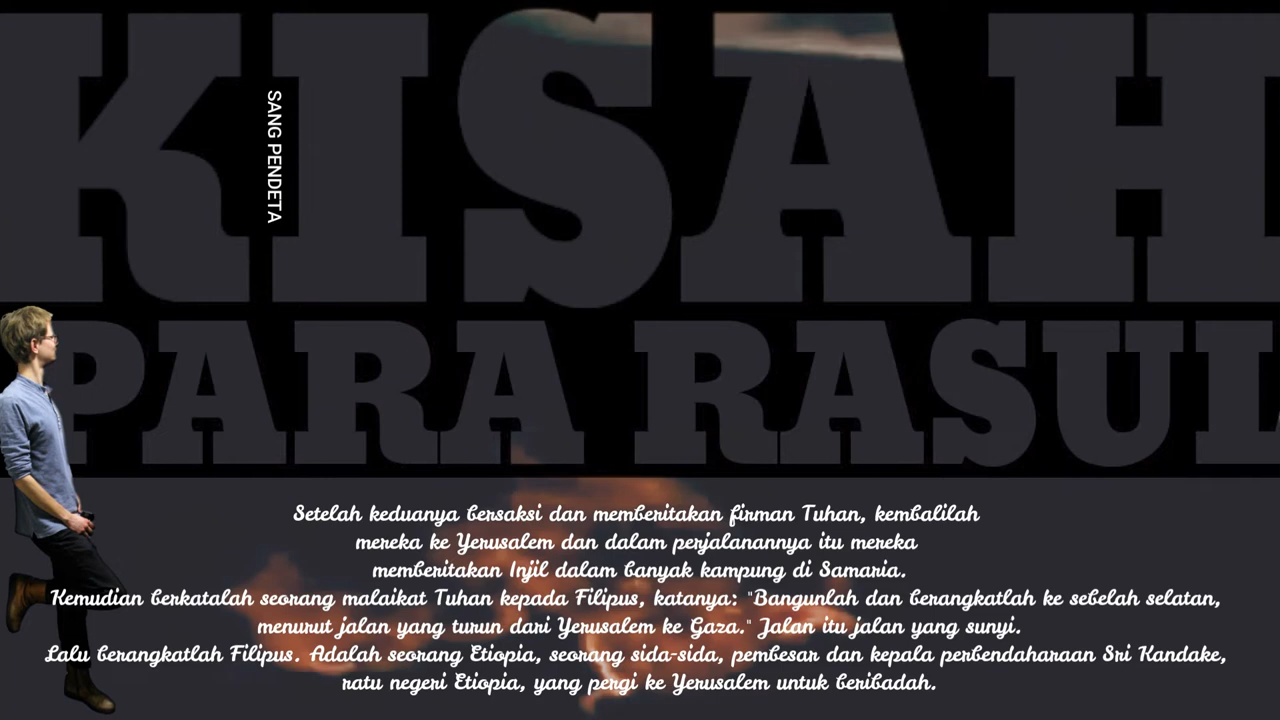 KISAH
SANG PENDETA
PARA RASUL
Setelah keduanya bersaksi dan memberitakan firman Tuhan, kembalilah
mereka ke Yerusalem dan dalam perjalanannya itu mereka
memberitakan Injil dalam banyak kampung di Samaria.
Kemudian berkatalah seorang malaikat Tuhan kepada Filipus, katanya: "Bangunlah dan berangkatlah ke sebelah selatan,
menurut jalan yang turun dari Yerusalem ke Gaza." Jalan itu jalan yang sunyi.
Lalu berangkatlah Filipus. Adalah seorang Etiopia, seorang sida-sida, pembesar dan kepala perbendaharaan Sri Kandake,
ratu negeri Etiopia, yang pergi ke Yerusalem untuk beribadah.